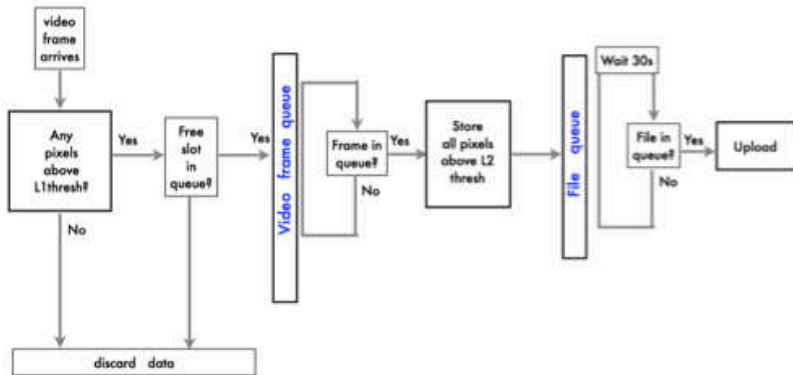 video
frame
arrives
Any
pixels
above
L1thresh?
Yes
No
Free
slot
in
queue?
Yes
discard data
Video frame queue
Frame in
queue?
Yes
No
Store
all pixels
above L2
thresh
File queue
Wait 30s
File in
queue?
Yes
No
Upload